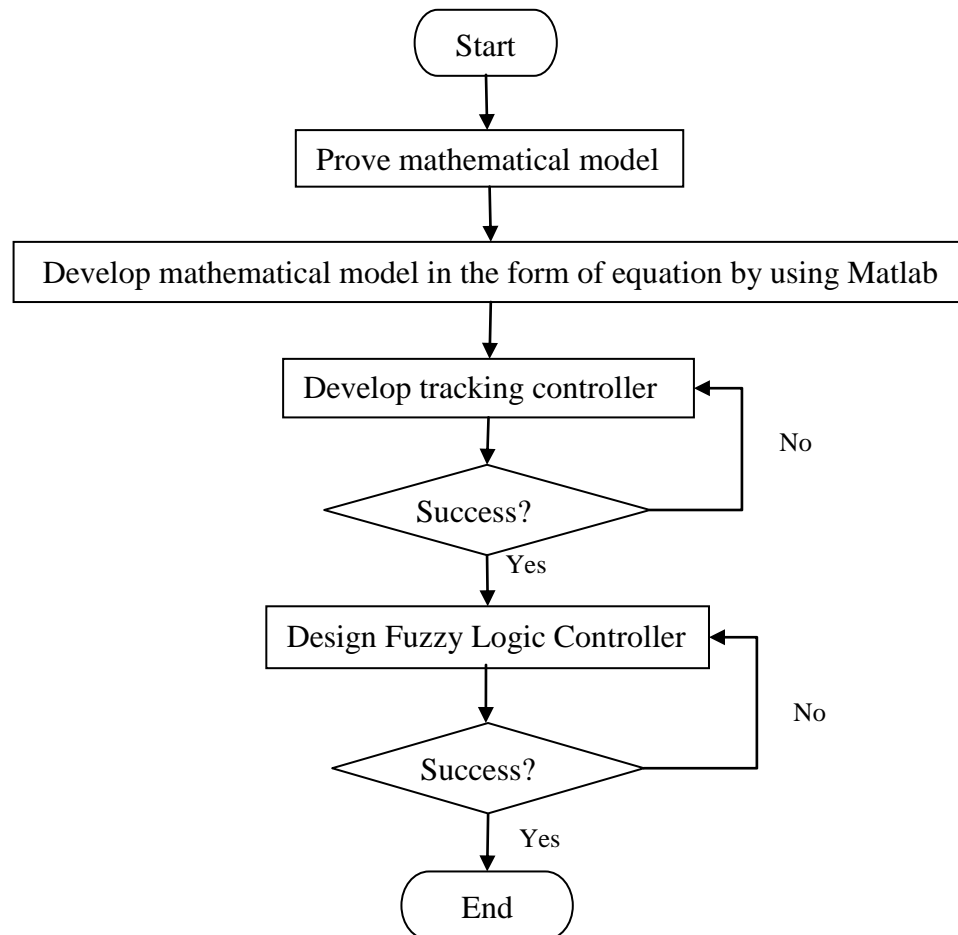 Start
Prove mathematical model
Develop mathematical model in the form of equation by using Matlab
Develop tracking controller
No
Success?
Yes
Design Fuzzy Logic Controller
No
Success?
Yes
End